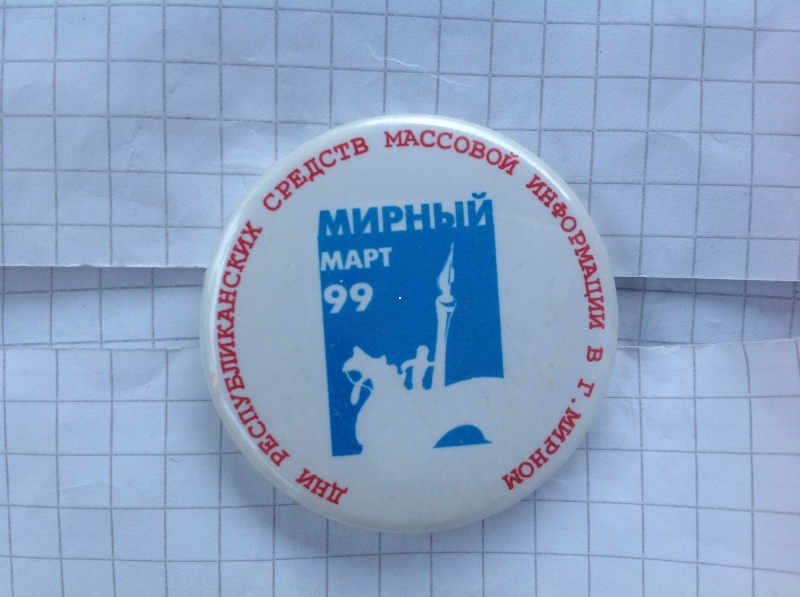 ДНИ РЕСПУБЛИКАНСКИХ СРЕДСТВ МАССОВОЙ ИНФОРМАЦИИ В Г.МИРНОМ
МИРНЫЙ
МАРТ
99